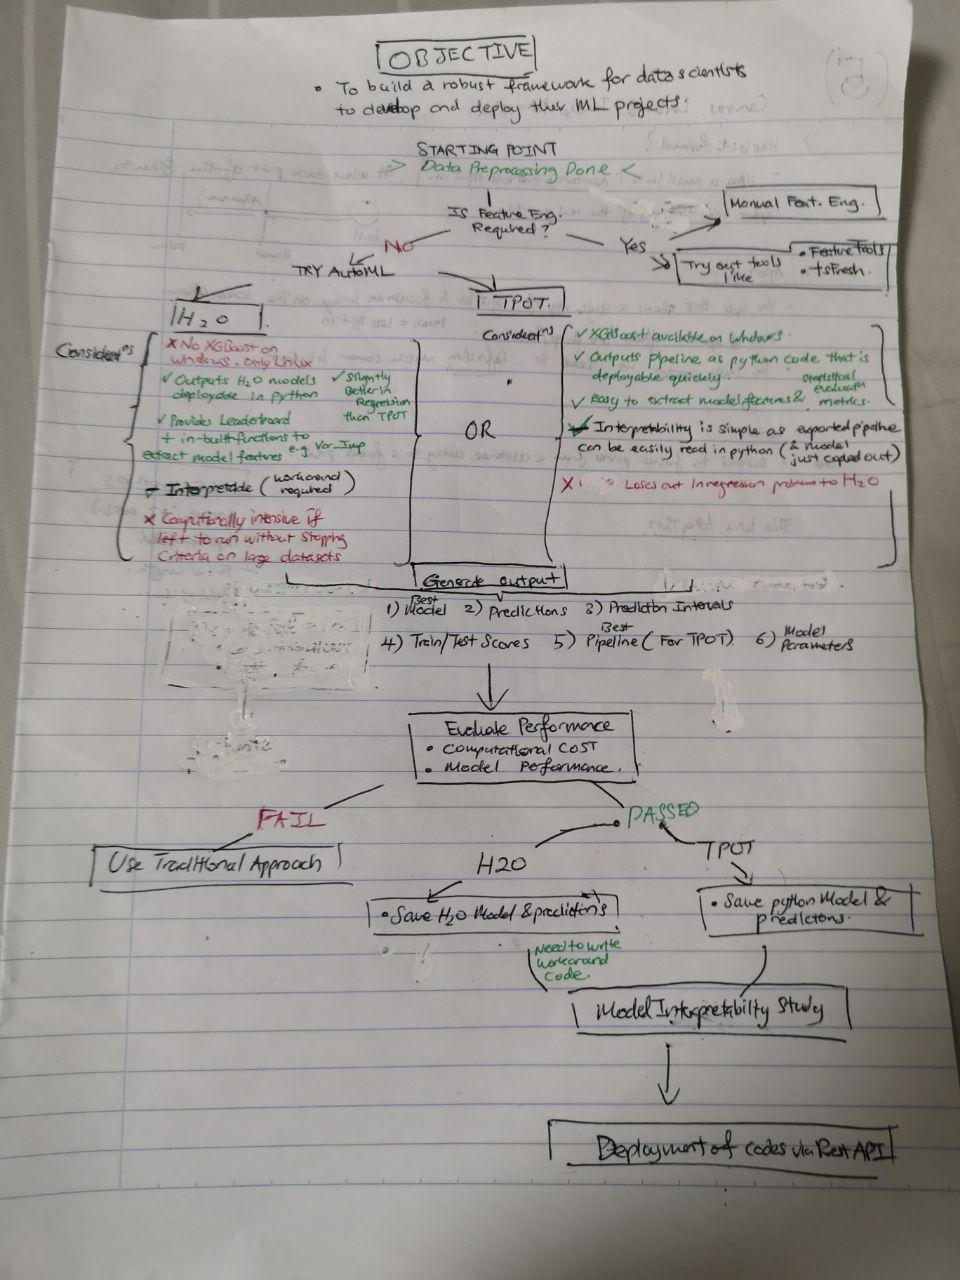 OBJECTIVE
• To build a robust framework for data scientists
to develop and deploy their ML projects.
STARTING POINT
> Data Preprocessing Done <
Is Feature Eng.
Required?
Manual Feat. Eng.
No
Yes
Try out tools
like
• FeatureTools
• tsFresh.
TRY AutoML
H2O
TPOT.
Considerat^ns
X No XGBoost on
windows. only Linux
✓ Outputs H2O models
deployable in python
✓ Slightly
Better in
Regression
than TPOT
✓ Provides Leaderboard
+ in-built functions to
extract model features e.g Var_Imp
✓ Interpretable (workaround
required)
X Computionally intensive if
left to run without stopping
criteria on large datasets
OR
Considerat^ns
✓ XGBoost available on Windows.
✓ Outputs pipeline as python code that is
deployable quickly.
✓ Easy to extract model features & statistical
evaluation
metrics.
✓ Interpretability is simple as exported pipeline
can be easily read in python (& model
just copied out)
X Loses out in regression problems to H2O
Generate output
1) Best Model 2) Predictions 3) Prediction Intervals
4) Train/Test Scores 5) Best Pipeline (For TPOT) 6) Model
Parameters
Evaluate Performance
• Computational COST
• Model Performance.
FAIL
PASSED
Use Traditional Approach
H2O
TPOT
• Save H2O Model & predictions
• Save python Model &
predictions.
Need to write
workaround
code.
Model Interpretability Study
Deployment of codes via Rest API